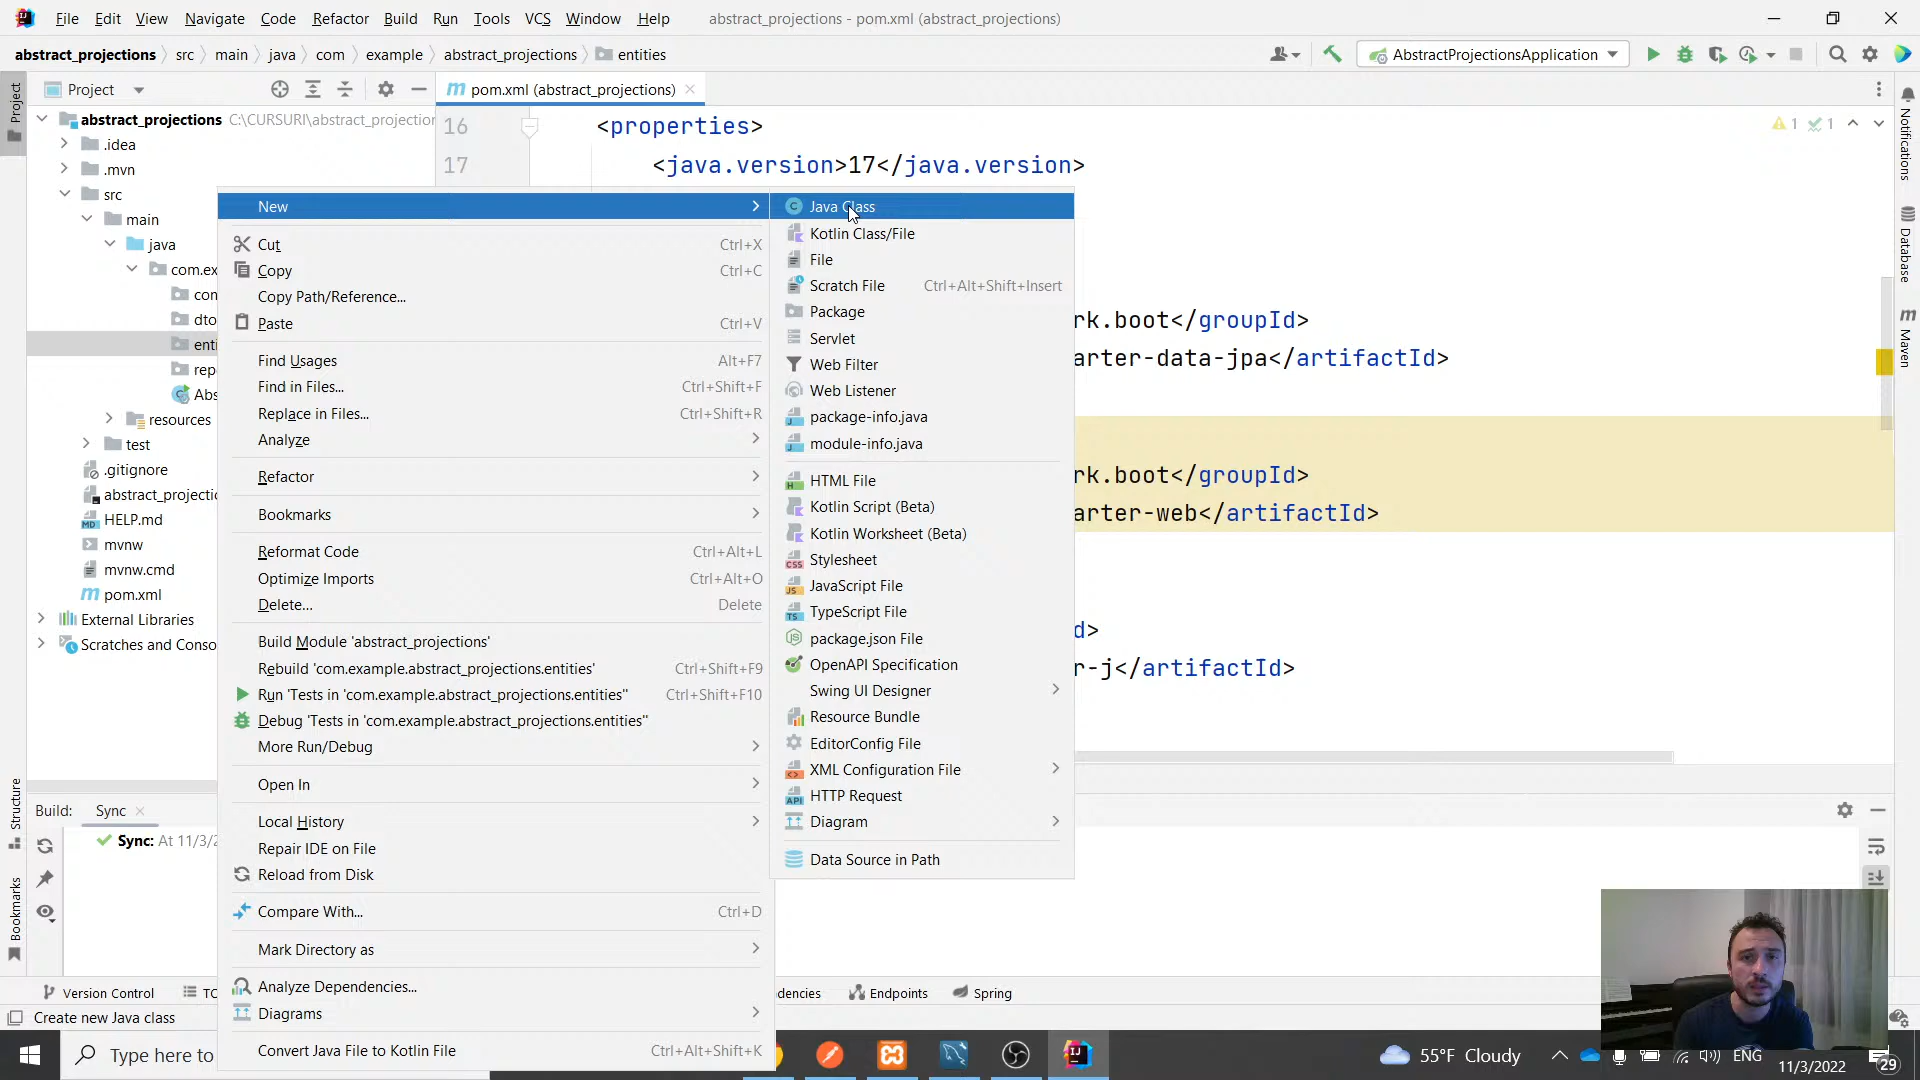 File Edit View Navigate Code Refactor Build Run Tools VCS Window Help abstract_projections - pom.xml (abstract_projections)
abstract_projections src main java com example abstract_projections entities AbstractProjectionsApplication
Project
Project
pom.xml (abstract_projections)
abstract_projections C:\CURSURI\abstract_projection
.idea
.mvn
src
main
java
com.ex
con
dto
enti
rep
Abs
resources
test
.gitignore
abstract_projectio
HELP.md
mvnw
mvnw.cmd
pom.xml
External Libraries
Scratches and Conso
16 <properties>
17 <java.version>17</java.version>
1 1
rk.boot</groupId>
arter-data-jpa</artifactId>
rk.boot</groupId>
arter-web</artifactId>
d>
r-j</artifactId>
New
Cut Ctrl+X
Copy Ctrl+C
Copy Path/Reference...
Paste Ctrl+V
Find Usages Alt+F7
Find in Files... Ctrl+Shift+F
Replace in Files... Ctrl+Shift+R
Analyze
Refactor
Bookmarks
Reformat Code Ctrl+Alt+L
Optimize Imports Ctrl+Alt+O
Delete... Delete
Build Module 'abstract_projections'
Rebuild 'com.example.abstract_projections.entities' Ctrl+Shift+F9
Run 'Tests in 'com.example.abstract_projections.entities'' Ctrl+Shift+F10
Debug 'Tests in 'com.example.abstract_projections.entities''
More Run/Debug
Open In
Local History
Repair IDE on File
Reload from Disk
Compare With... Ctrl+D
Mark Directory as
Analyze Dependencies...
Diagrams
Convert Java File to Kotlin File Ctrl+Alt+Shift+K
Java Class
Kotlin Class/File
File
Scratch File Ctrl+Alt+Shift+Insert
Package
Servlet
Web Filter
Web Listener
package-info.java
module-info.java
HTML File
Kotlin Script (Beta)
Kotlin Worksheet (Beta)
Stylesheet
JavaScript File
TypeScript File
package.json File
OpenAPI Specification
Swing UI Designer
Resource Bundle
EditorConfig File
XML Configuration File
HTTP Request
Diagram
Data Source in Path
Notifications
Database
Maven
Structure
Bookmarks
Build: Sync
Sync: At 11/3/2
Version Control TO dencies Endpoints Spring
Create new Java class
Type here to
55°F Cloudy ENG 11/3/2022 29